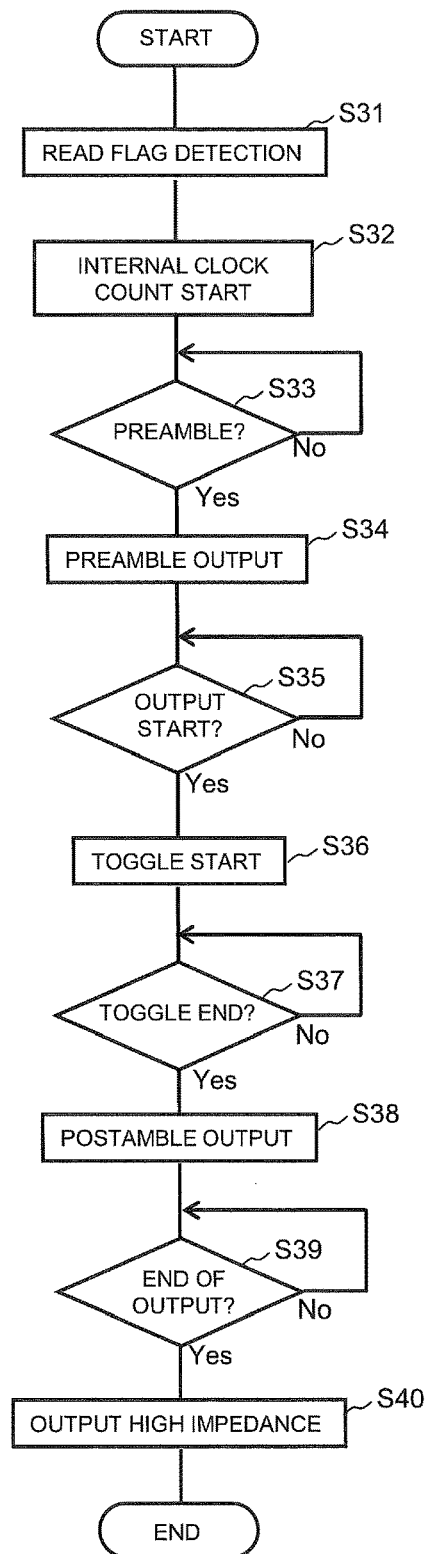 START
S31
READ FLAG DETECTION
S32
INTERNAL CLOCK
COUNT START
S33
PREAMBLE?
No
Yes
S34
PREAMBLE OUTPUT
S35
OUTPUT
START?
No
Yes
S36
TOGGLE START
S37
TOGGLE END?
No
Yes
S38
POSTAMBLE OUTPUT
S39
END OF
OUTPUT?
No
Yes
S40
OUTPUT HIGH IMPEDANCE
END